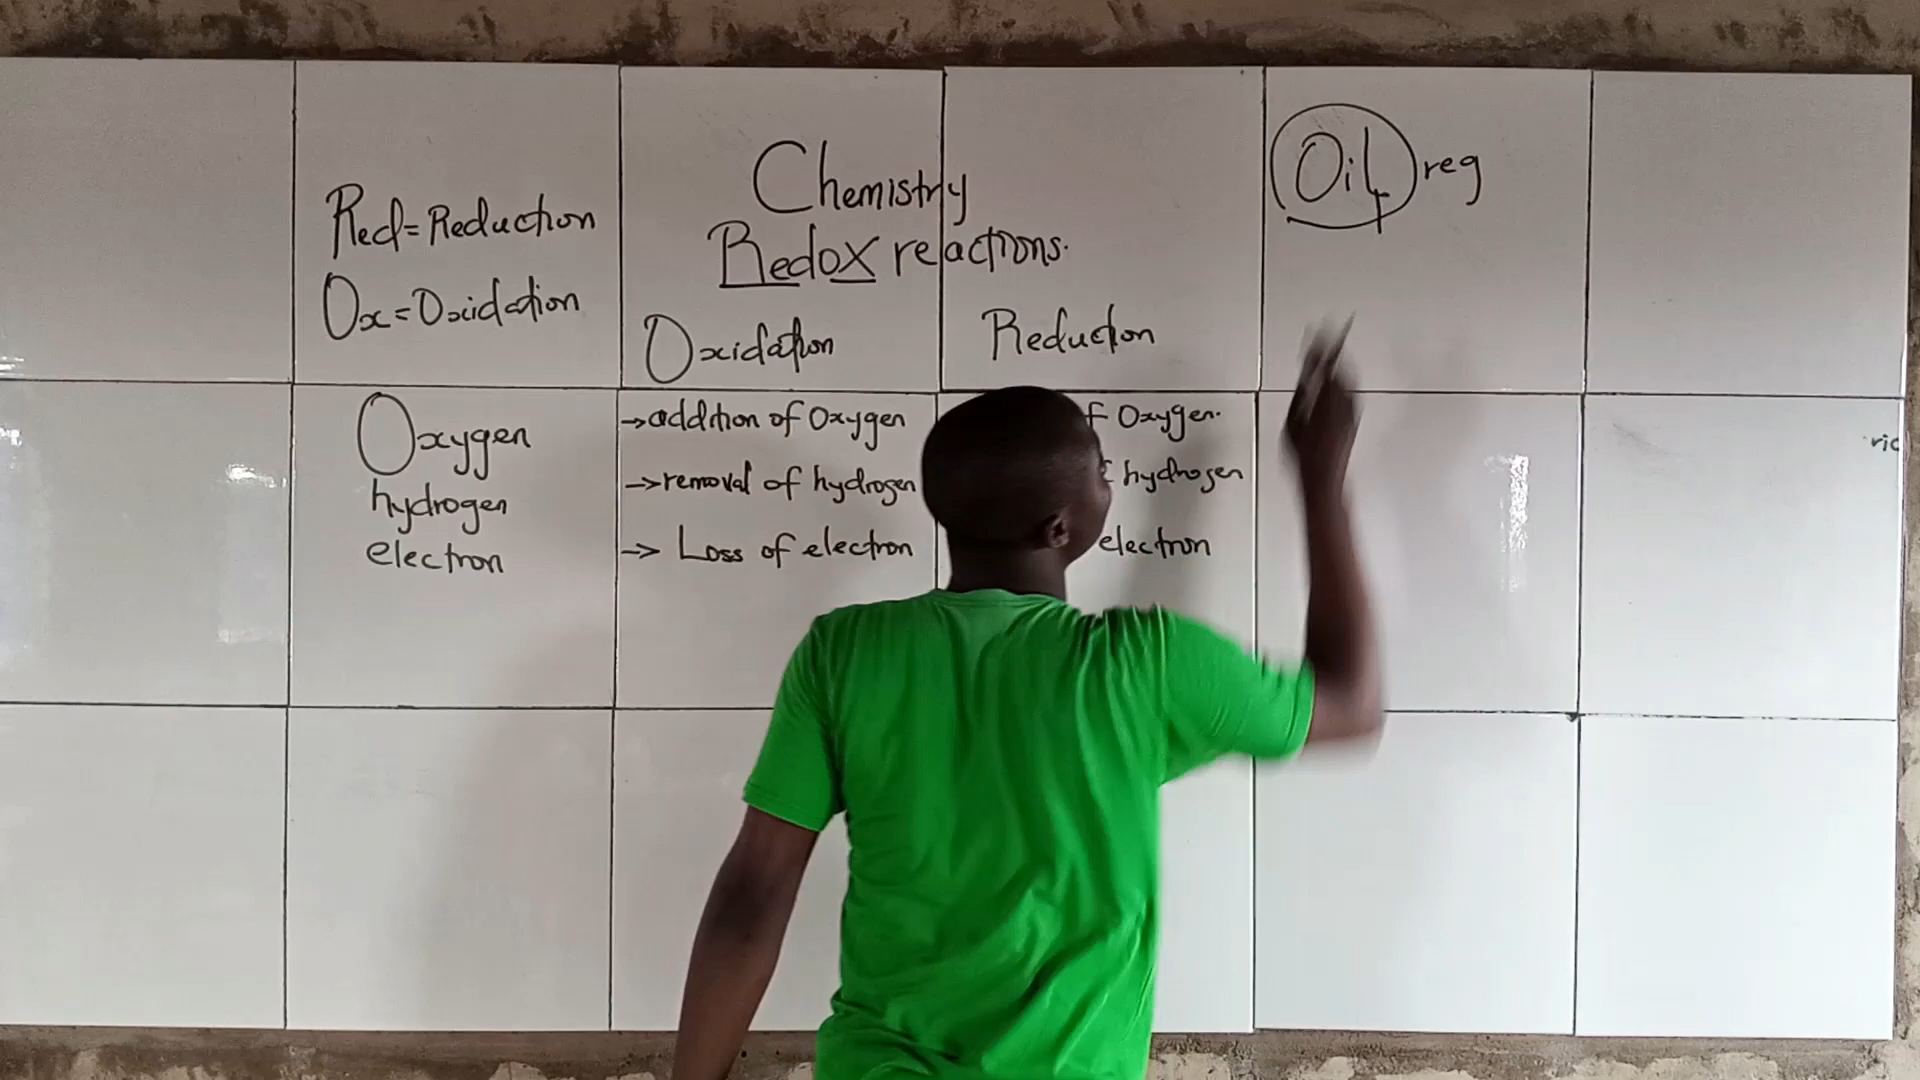 Chemistry
Redox reactions.
Red = Reduction
Ox = Oxidation
Oxygen
hydrogen
electron
Oxidation
→ addition of Oxygen
→ removal of hydrogen
→ Loss of electron
Reduction
f Oxygen.
hydrogen
electron
Oil reg
ric